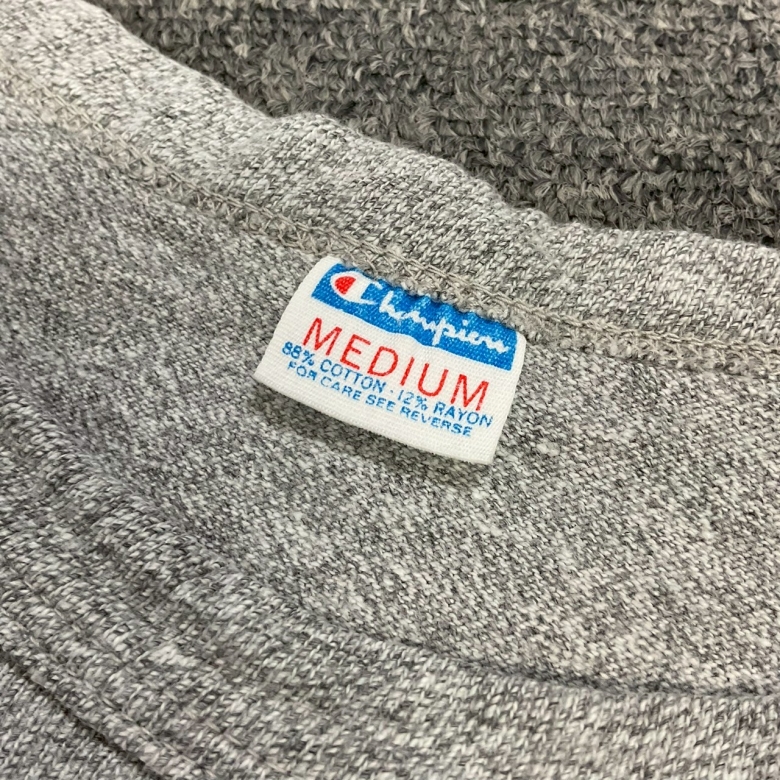 Champion
MEDIUM
88% COTTON · 12% RAYON
FOR CARE SEE REVERSE